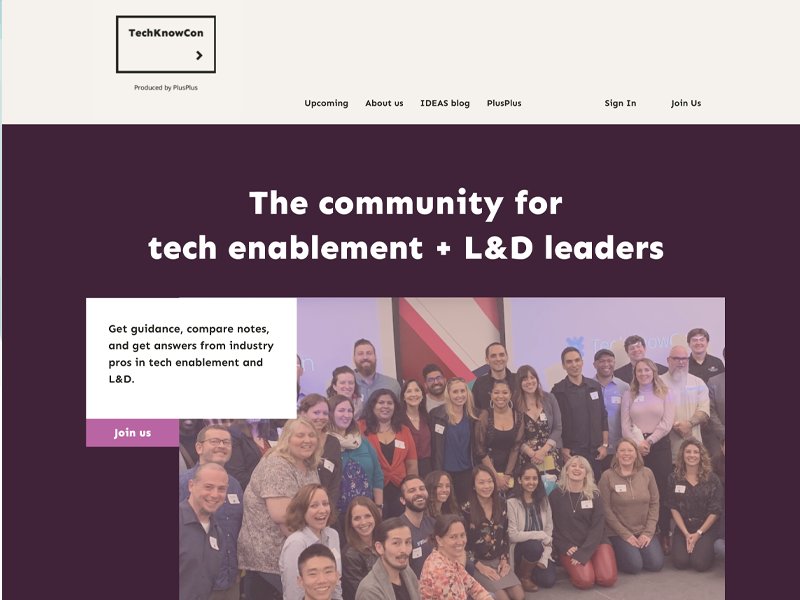 TechKnowCon
Produced by PlusPlus
Upcoming
About us
IDEAS blog
PlusPlus
Sign In
Join Us
The community for
tech enablement + L&D leaders
Get guidance, compare notes,
and get answers from industry
pros in tech enablement and
L&D.
Join us